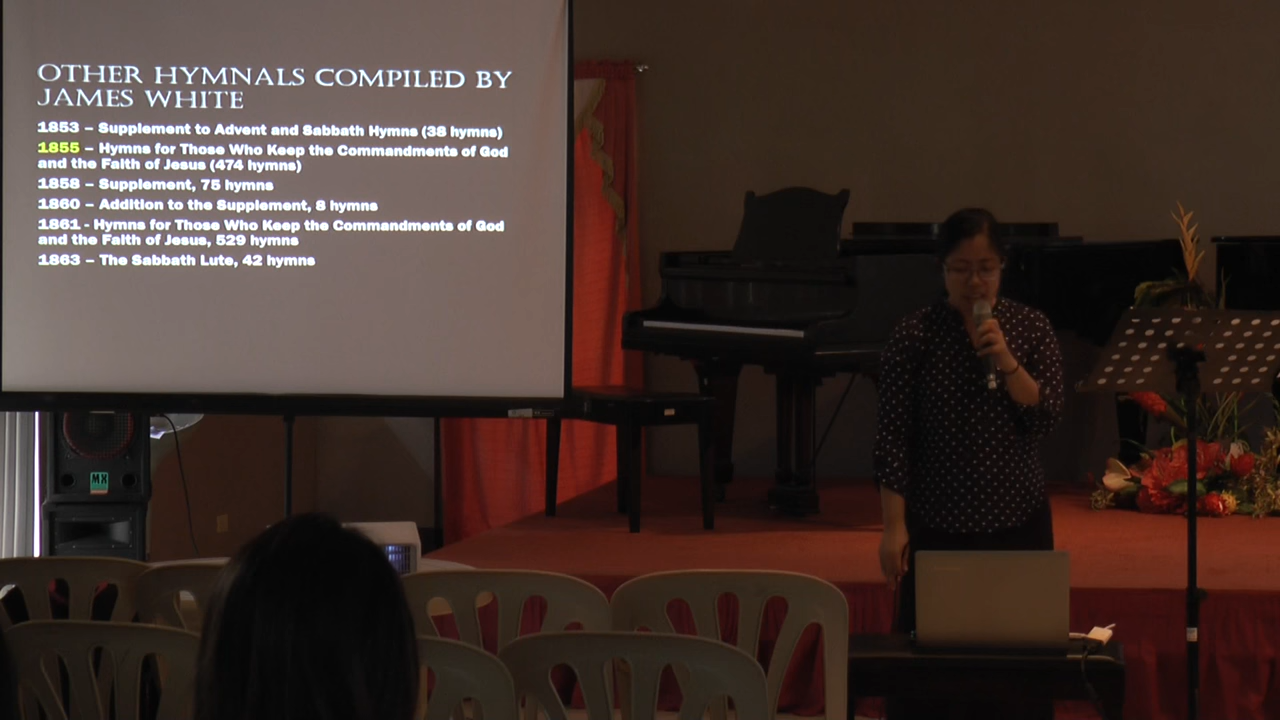 OTHER HYMNALS COMPILED BY
JAMES WHITE
1853 – Supplement to Advent and Sabbath Hymns (38 hymns)
1855 – Hymns for Those Who Keep the Commandments of God
and the Faith of Jesus (474 hymns)
1858 – Supplement, 75 hymns
1860 – Addition to the Supplement, 8 hymns
1861 - Hymns for Those Who Keep the Commandments of God
and the Faith of Jesus, 529 hymns
1863 – The Sabbath Lute, 42 hymns
MX